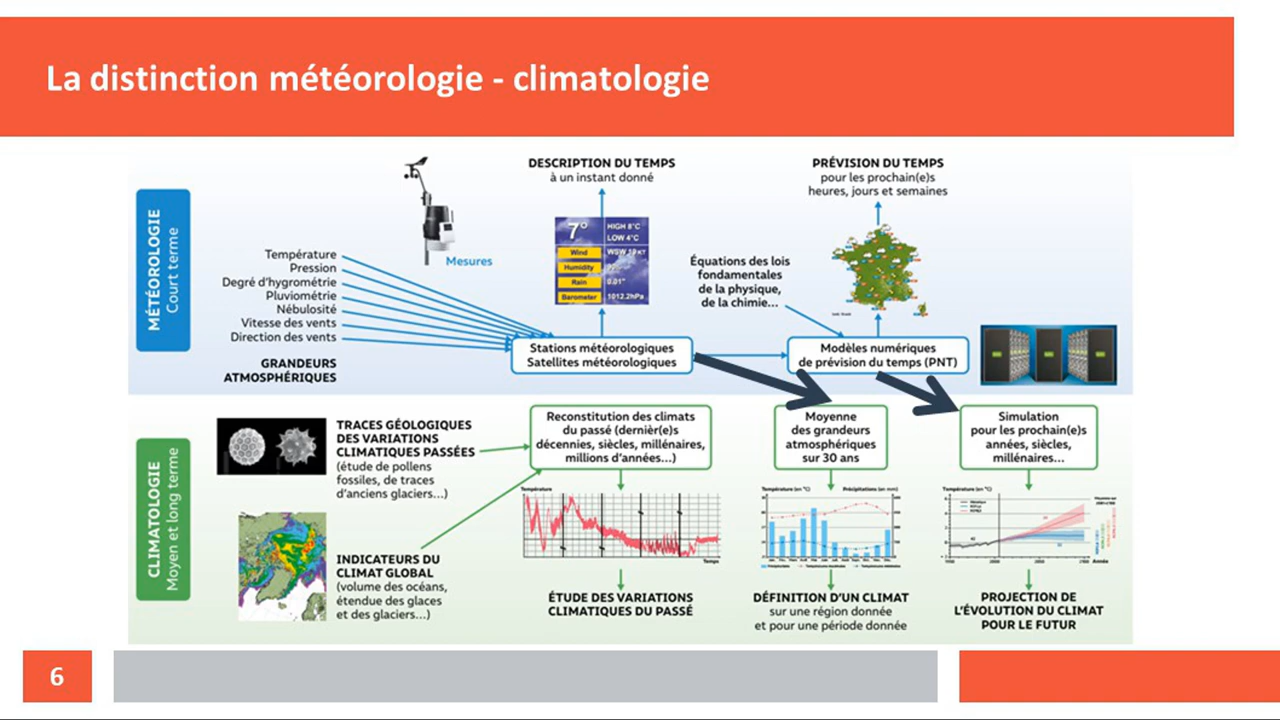 La distinction météorologie - climatologie
MÉTÉOROLOGIE
Court terme
Température
Pression
Degré d'hygrométrie
Pluviométrie
Nébulosité
Vitesse des vents
Direction des vents
GRANDEURS
ATMOSPHÉRIQUES
Mesures
DESCRIPTION DU TEMPS
à un instant donné
7°
HIGH 8°C
LOW 4°C
Wind
WSW
Humidity
Rain
0.01"
Barometer
1012.2hPa
Stations météorologiques
Satellites météorologiques
Équations des lois
fondamentales
de la physique,
de la chimie...
PRÉVISION DU TEMPS
pour les prochain(e)s
heures, jours et semaines
Modèles numériques
de prévision du temps (PNT)
CLIMATOLOGIE
Moyen et long terme
TRACES GÉOLOGIQUES
DES VARIATIONS
CLIMATIQUES PASSÉES
(étude de pollens
fossiles, de traces
d'anciens glaciers...)
INDICATEURS DU
CLIMAT GLOBAL
(volume des océans,
étendue des glaces
et des glaciers...)
Reconstitution des climats
du passé (dernièr(e)s
décennies, siècles, millénaires,
millions d'années...)
Température
Temps
ÉTUDE DES VARIATIONS
CLIMATIQUES DU PASSÉ
Moyenne
des grandeurs
atmosphériques
sur 30 ans
Température (en °C)
Précipitations (en mm)
DÉFINITION D'UN CLIMAT
sur une région donnée
et pour une période donnée
Simulation
pour les prochain(e)s
années, siècles,
millénaires...
Température (en °C)
Année
PROJECTION DE
L'ÉVOLUTION DU CLIMAT
POUR LE FUTUR
6